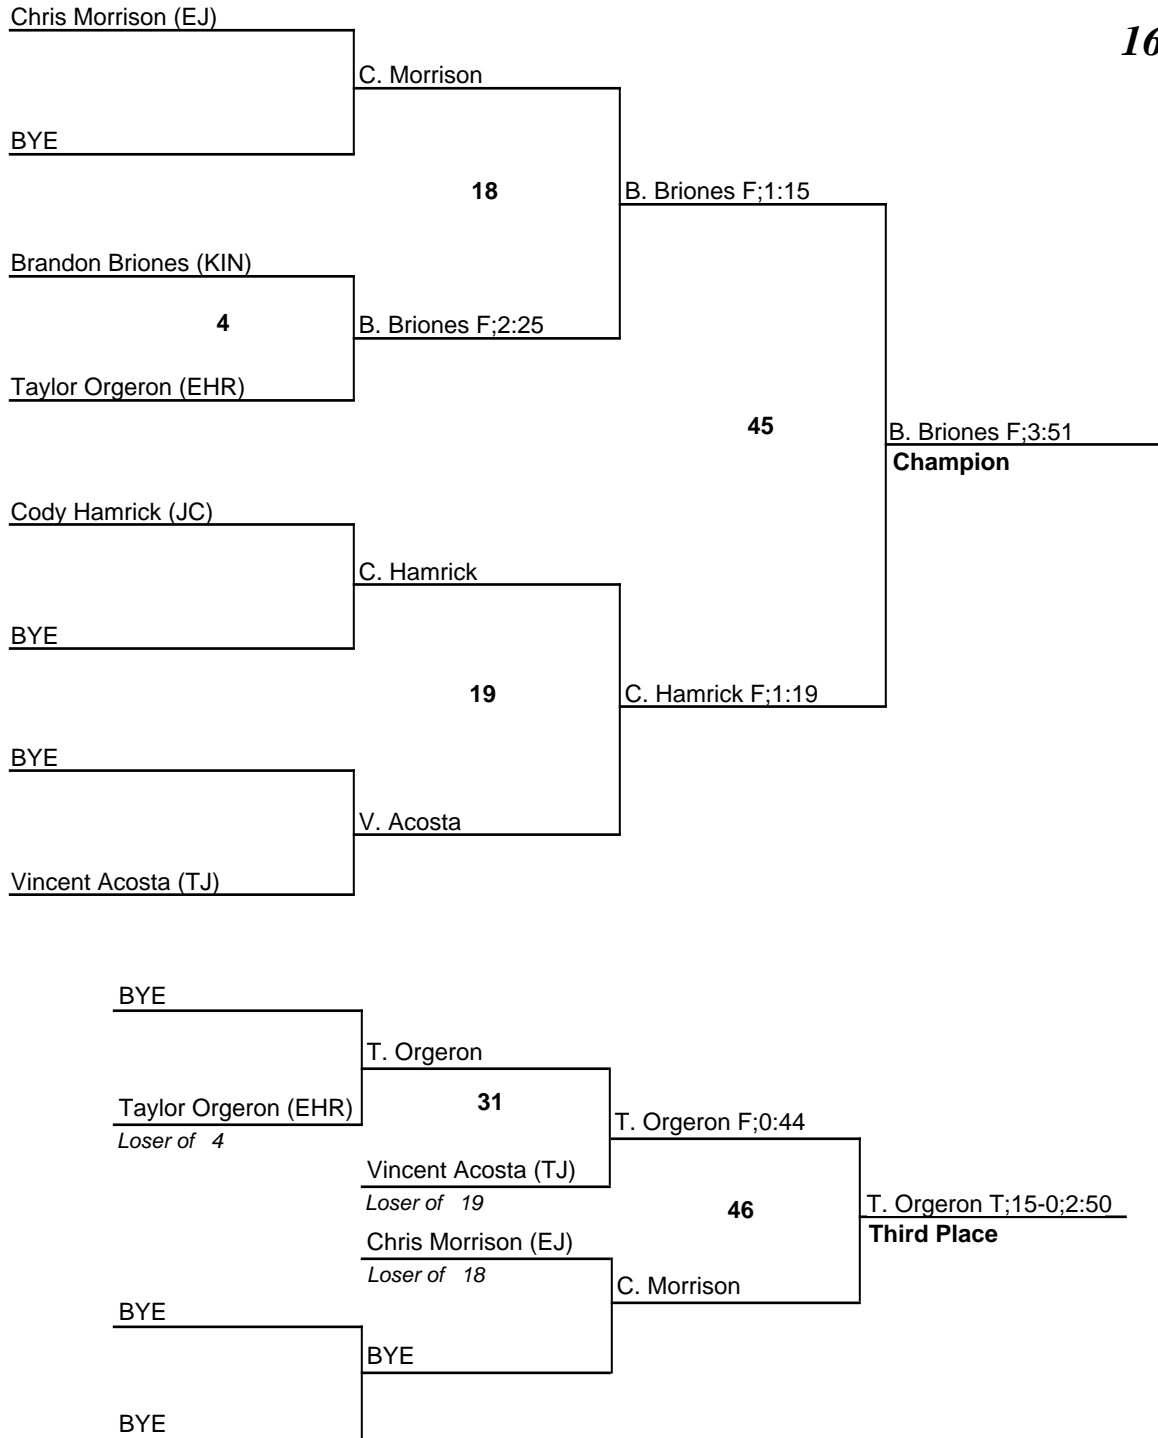 Chris Morrison (EJ)
16
C. Morrison
BYE
18
B. Briones F;1:15
Brandon Briones (KIN)
4
B. Briones F;2:25
Taylor Orgeron (EHR)
45
B. Briones F;3:51
Champion
Cody Hamrick (JC)
C. Hamrick
BYE
19
C. Hamrick F;1:19
BYE
V. Acosta
Vincent Acosta (TJ)
BYE
T. Orgeron
Taylor Orgeron (EHR)
31
Loser of 4
T. Orgeron F;0:44
Vincent Acosta (TJ)
Loser of 19
46
T. Orgeron T;15-0;2:50
Third Place
Chris Morrison (EJ)
Loser of 18
C. Morrison
BYE
BYE
BYE